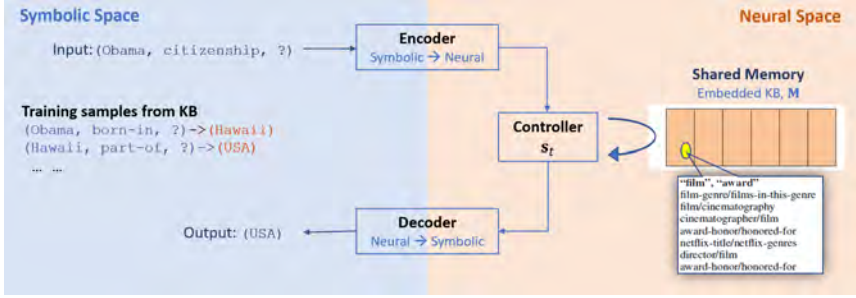 Symbolic Space
Neural Space
Input: (Obama, citizenship, ?)
Encoder
Symbolic → Neural
Shared Memory
Embedded KB, M
Training samples from KB
(Obama, born-in, ?)->(Hawaii)
(Hawaii, part-of, ?)->(USA)
… …
Controller
sₜ
"film", "award"
film-genre/films-in-this-genre
film/cinematography
cinematographer/film
award-honor/honored-for
netflix-title/netflix-genres
director/film
award-honor/honored-for
Output: (USA)
Decoder
Neural → Symbolic